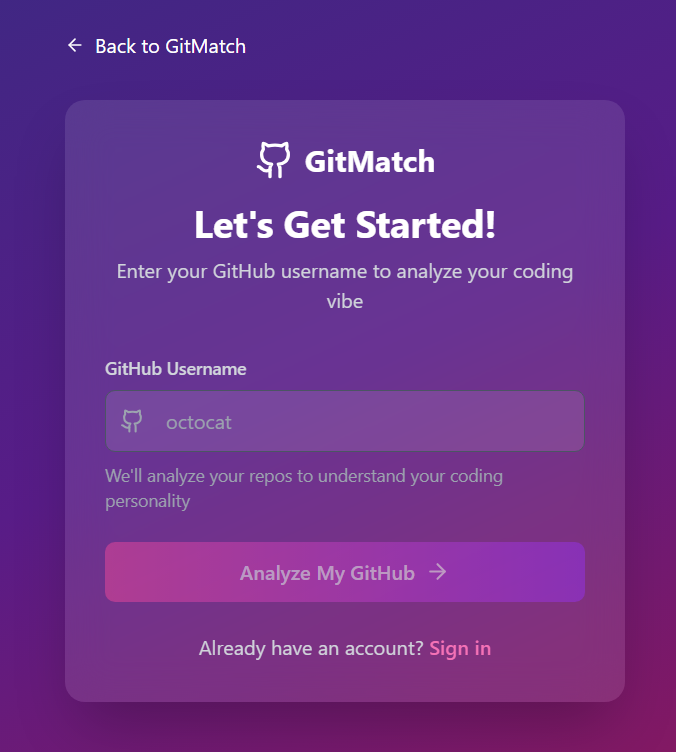 Back to GitMatch
GitMatch
Let's Get Started!
Enter your GitHub username to analyze your coding
vibe
GitHub Username
octocat
We'll analyze your repos to understand your coding
personality
Analyze My GitHub
Already have an account? Sign in